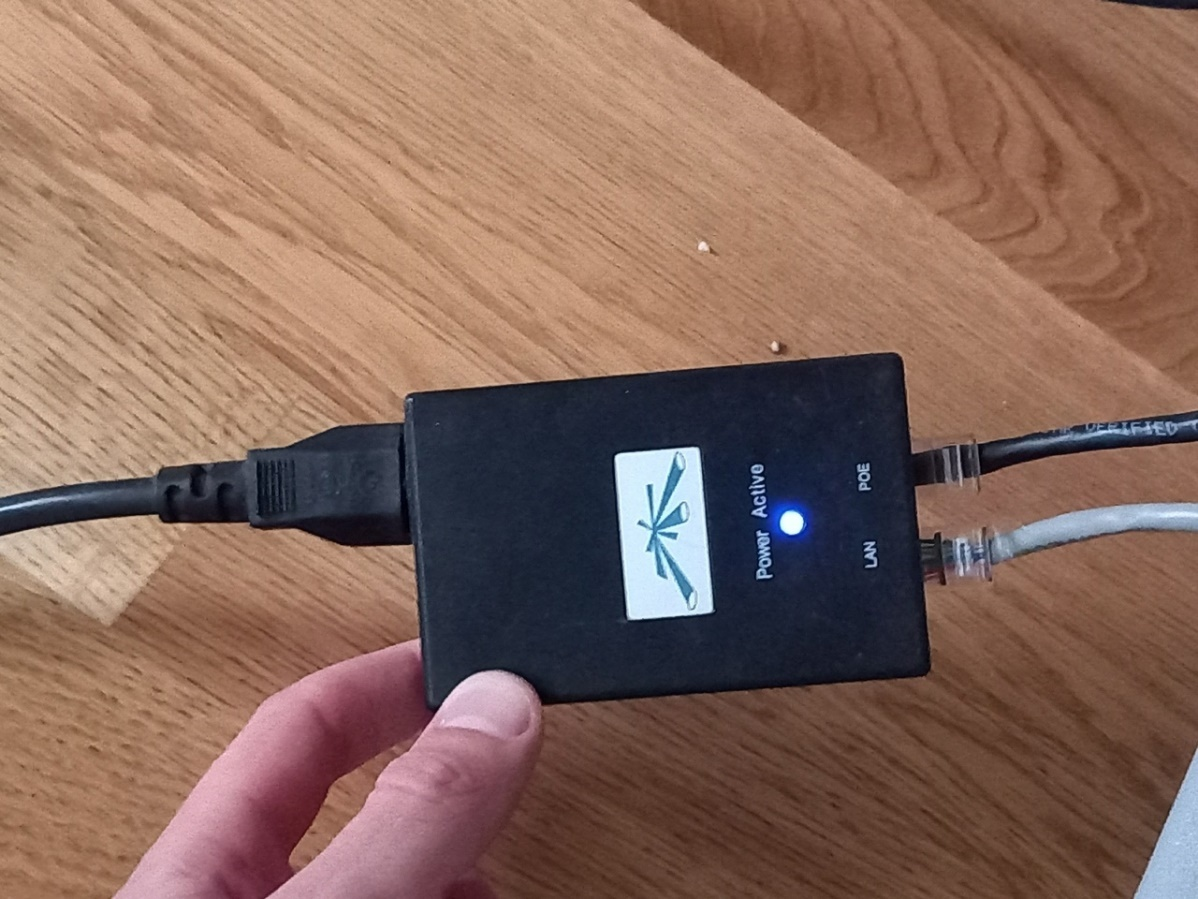 Power Active
POE
LAN
VERIFIED